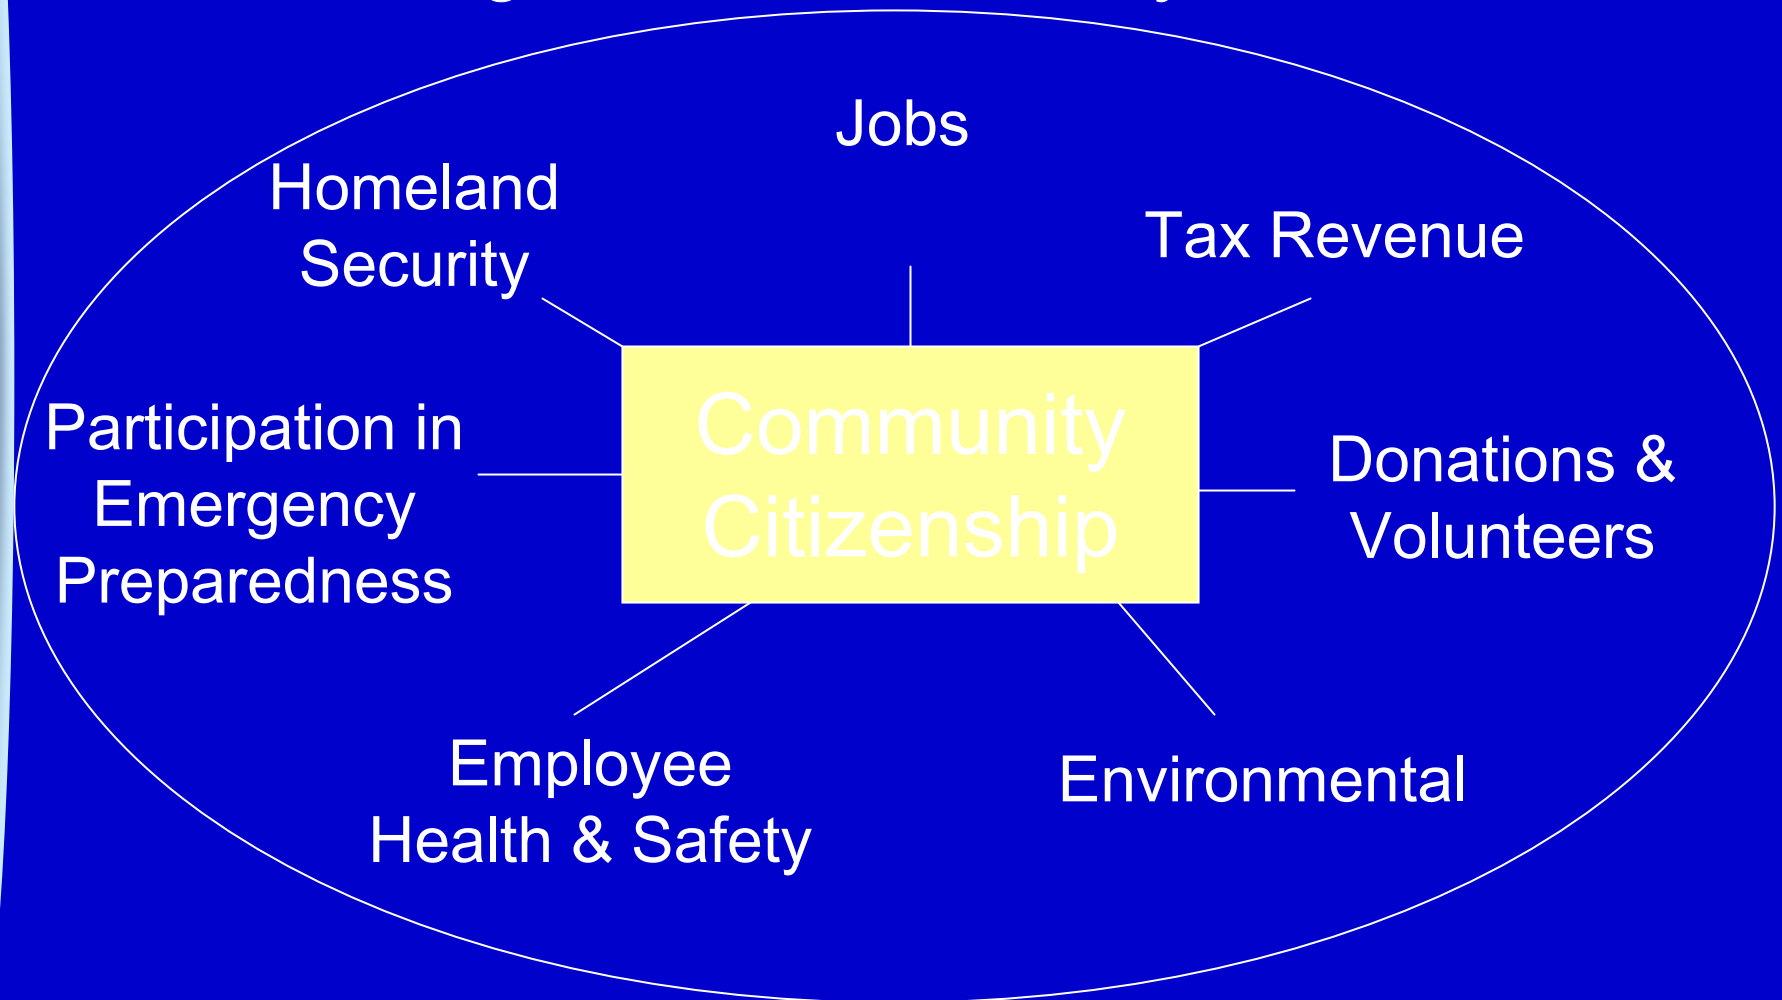 Jobs
Homeland
Security
Tax Revenue
Participation in
Emergency
Preparedness
Community
Citizenship
Donations &
Volunteers
Employee
Health & Safety
Environmental